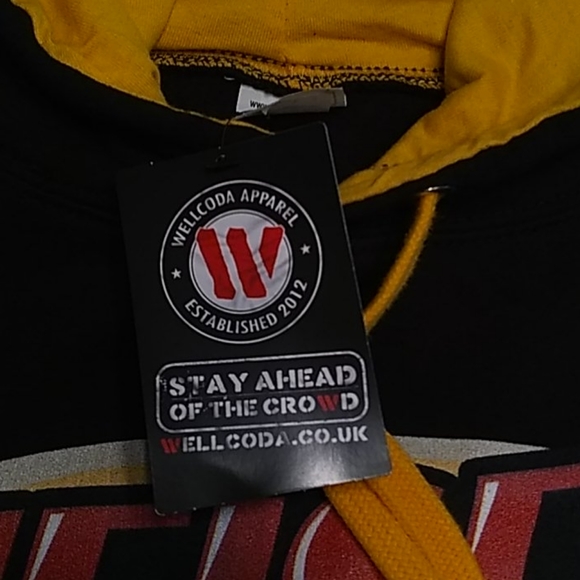 WELLCODA APPAREL
W
ESTABLISHED 2012
STAY AHEAD
OF THE CROWD
WELLCODA.CO.UK